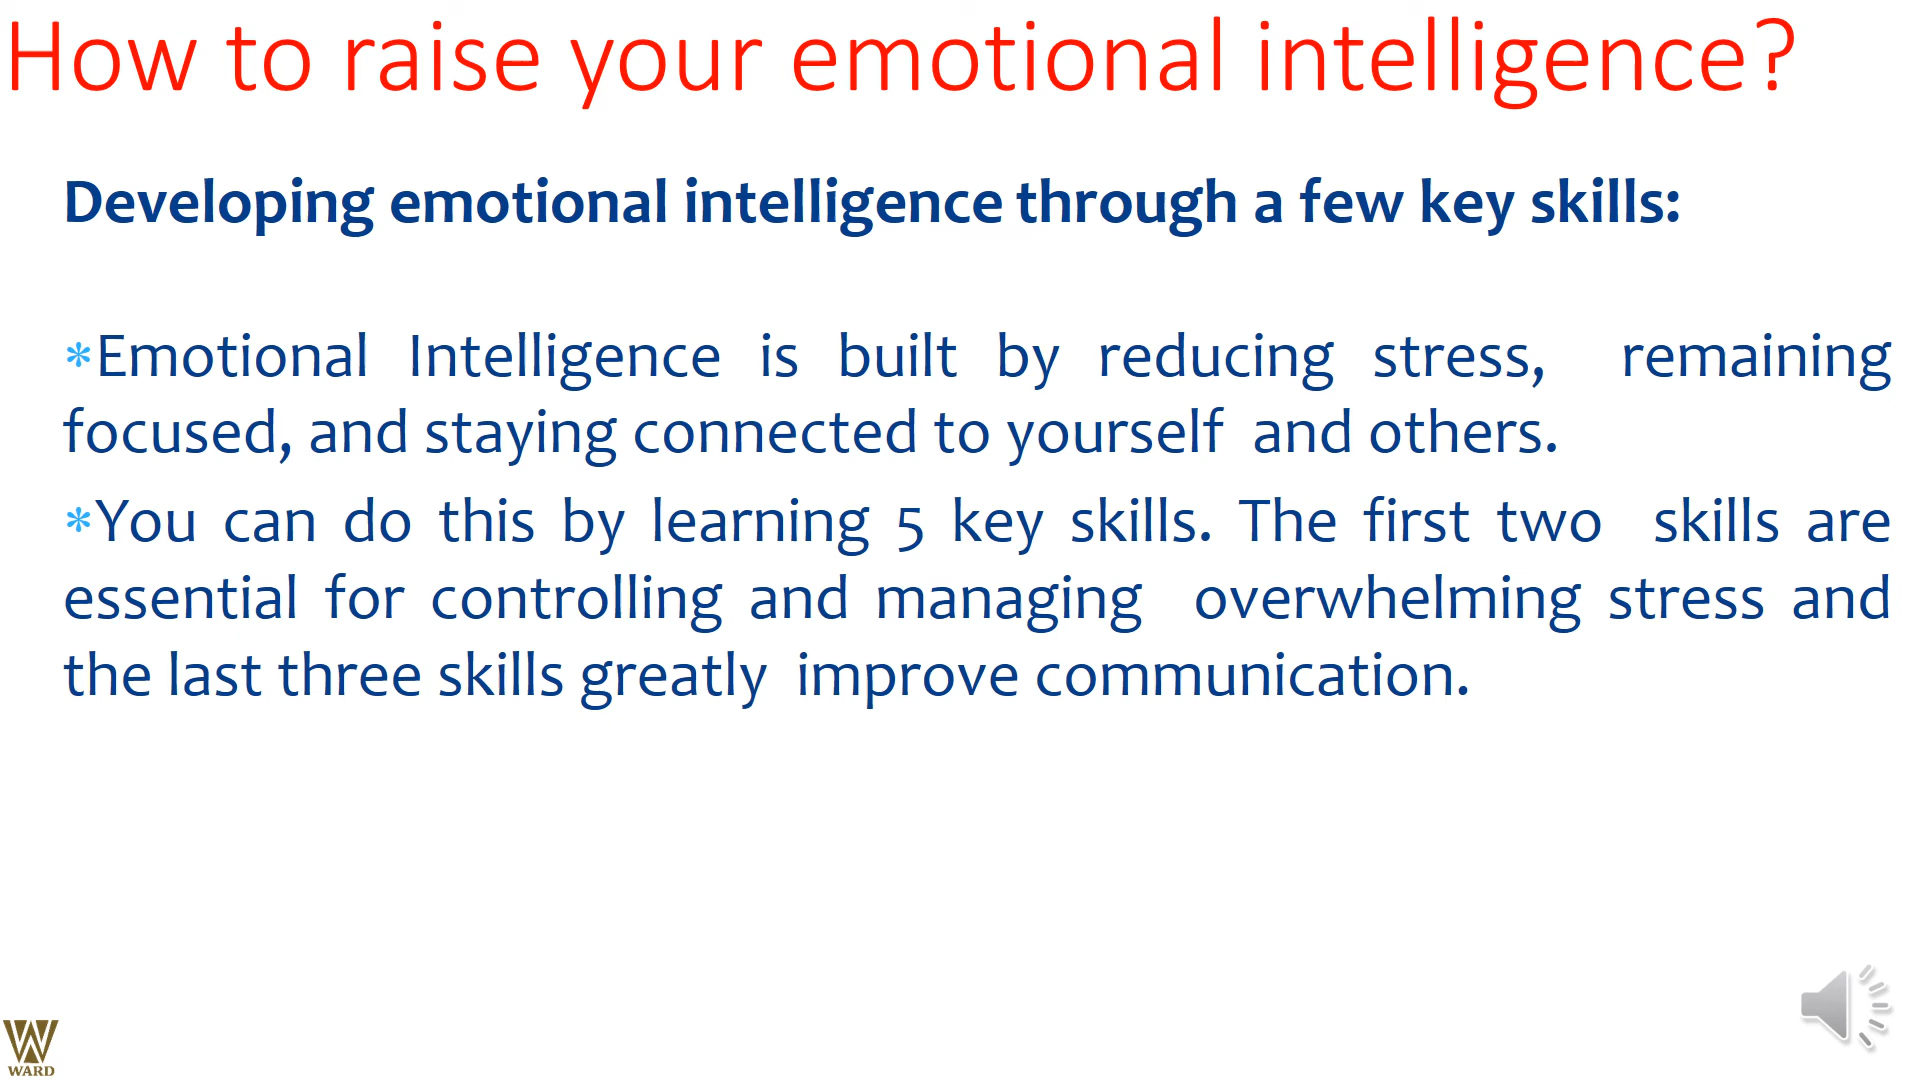 How to raise your emotional intelligence?
Developing emotional intelligence through a few key skills:
*Emotional Intelligence is built by reducing stress, remaining
focused, and staying connected to yourself and others.
*You can do this by learning 5 key skills. The first two skills are
essential for controlling and managing overwhelming stress and
the last three skills greatly improve communication.
WARD